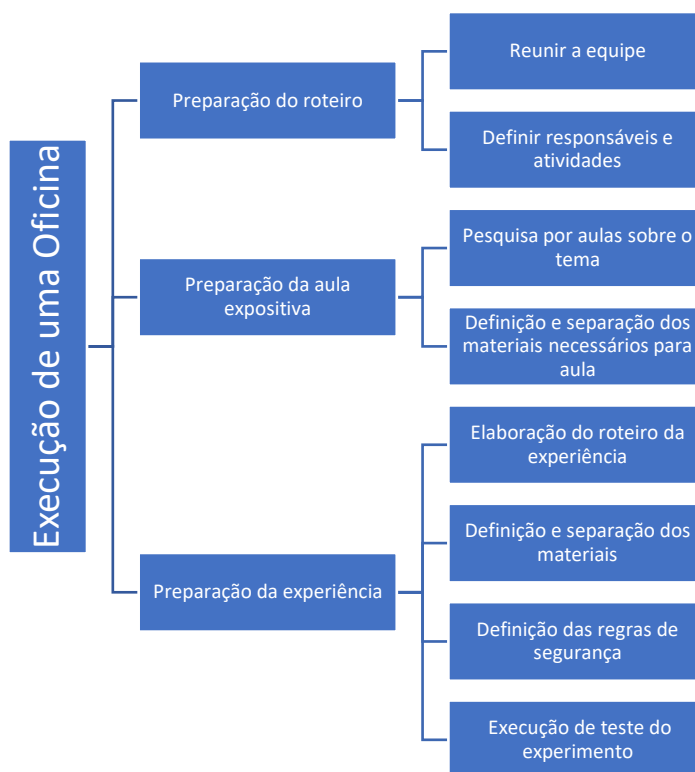 Execução de uma Oficina
Preparação do roteiro
Reunir a equipe
Definir responsáveis e
atividades
Preparação da aula
expositiva
Pesquisa por aulas sobre o
tema
Definição e separação dos
materiais necessários para
aula
Preparação da experiência
Elaboração do roteiro da
experiência
Definição e separação dos
materiais
Definição das regras de
segurança
Execução de teste do
experimento